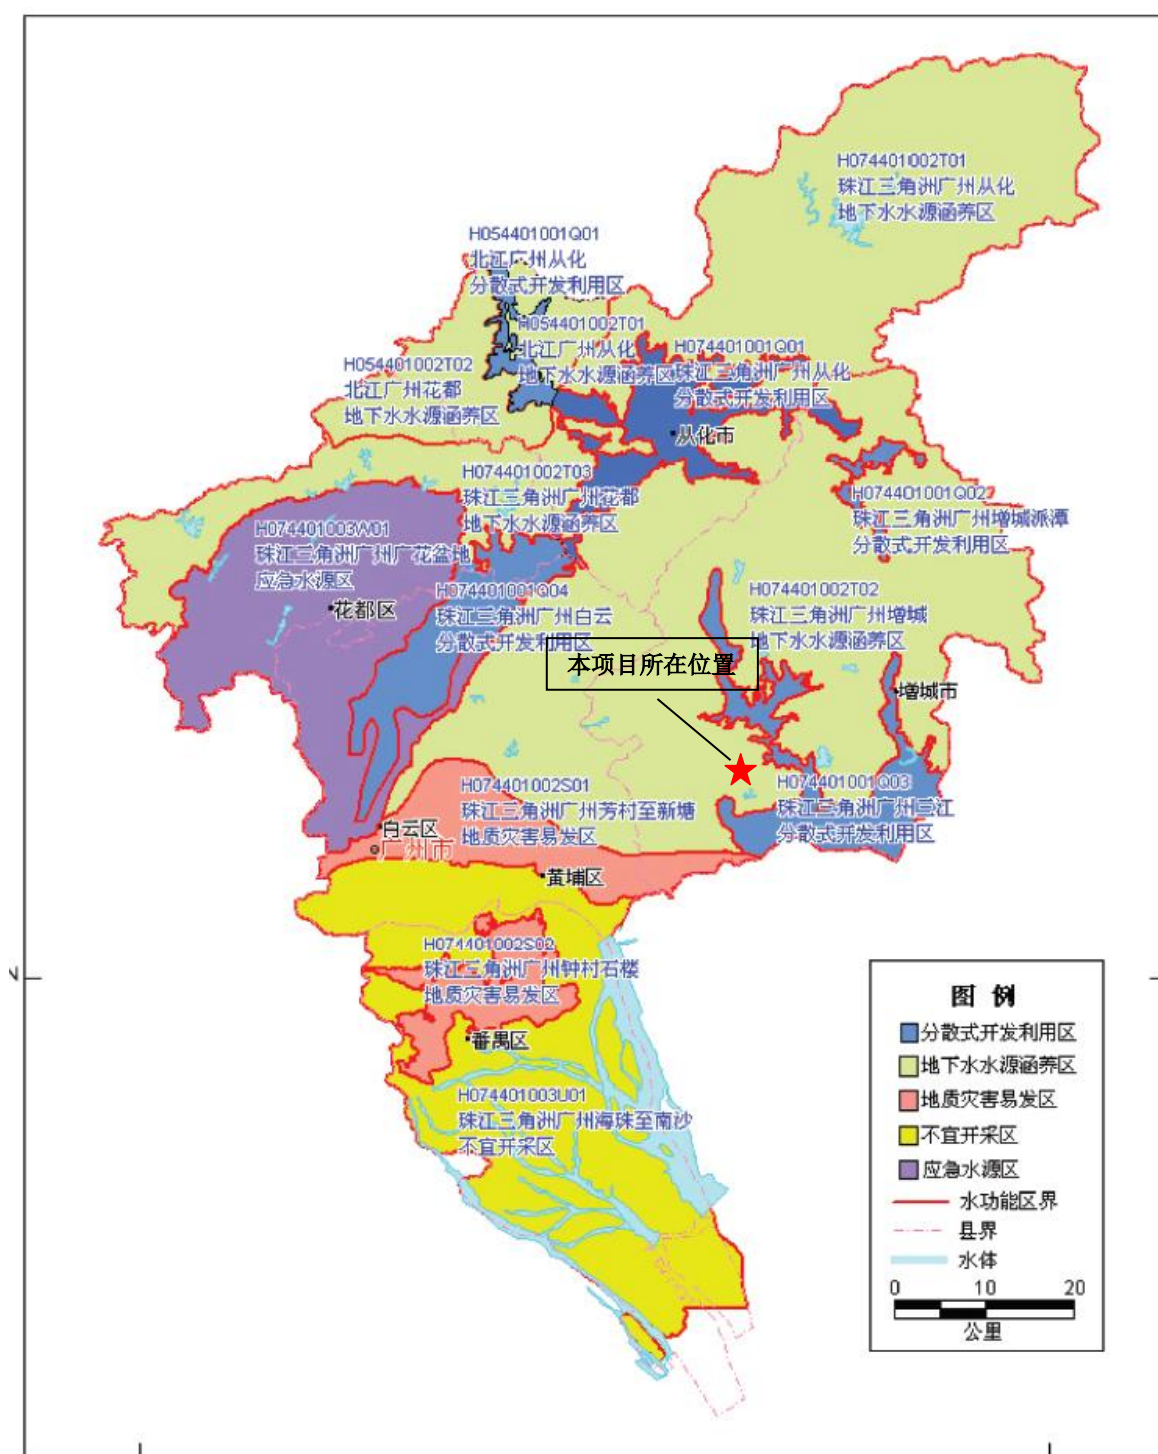 H074401002T01
珠江三角洲广州从化
地下水水源涵养区
H054401001Q01
北江广州从化
分散式开发利用区
H054401002T01
北江广州从化
地下水水源涵养区
H074401001Q01
珠江三角洲广州从化
分散式开发利用区
H054401002T02
北江广州花都
地下水水源涵养区
从化市
H074401002T03
珠江三角洲广州花都
地下水水源涵养区
H074401001Q02
珠江三角洲广州增城派潭
分散式开发利用区
H074401003W01
珠江三角洲广州广花盆地
应急水源区
花都区
H074401001Q04
珠江三角洲广州白云
分散式开发利用区
H074401002T02
珠江三角洲广州增城
地下水水源涵养区
本项目所在位置
增城市
H074401002S01
珠江三角洲广州芳村至新塘
地质灾害易发区
H074401001Q03
珠江三角洲广州三江
分散式开发利用区
白云区
广州市
黄埔区
H074401002S02
珠江三角洲广州钟村石楼
地质灾害易发区
番禺区
H074401003U01
珠江三角洲广州海珠至南沙
不宜开采区
图 例
分散式开发利用区
地下水水源涵养区
地质灾害易发区
不宜开采区
应急水源区
水功能区界
县界
水体
0 10 20
公里